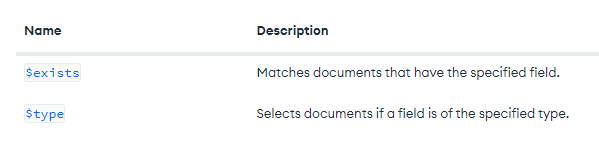 Name Description
$exists Matches documents that have the specified field.
$type Selects documents if a field is of the specified type.